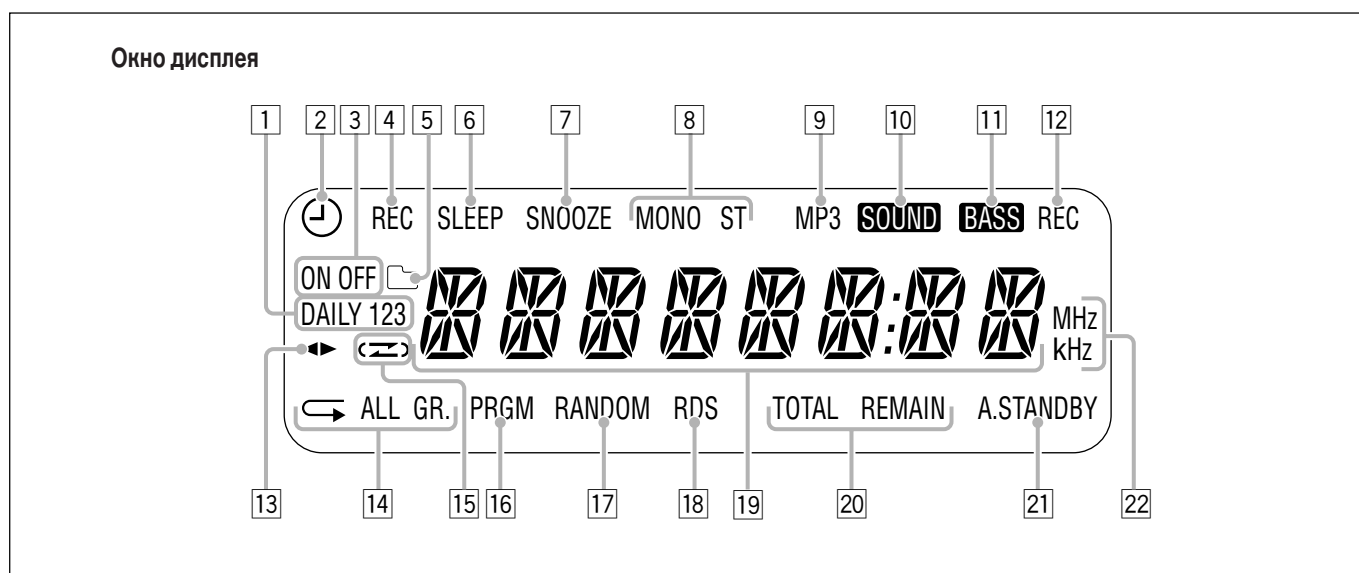 Окно дисплея
1 2 3 4 5 6 7 8 9 10 11 12
REC SLEEP SNOOZE MONO ST MP3 SOUND BASS REC
ON OFF
DAILY 123
MHz
kHz
ALL GR. PRGM RANDOM RDS TOTAL REMAIN A.STANDBY
13 14 15 16 17 18 19 20 21 22